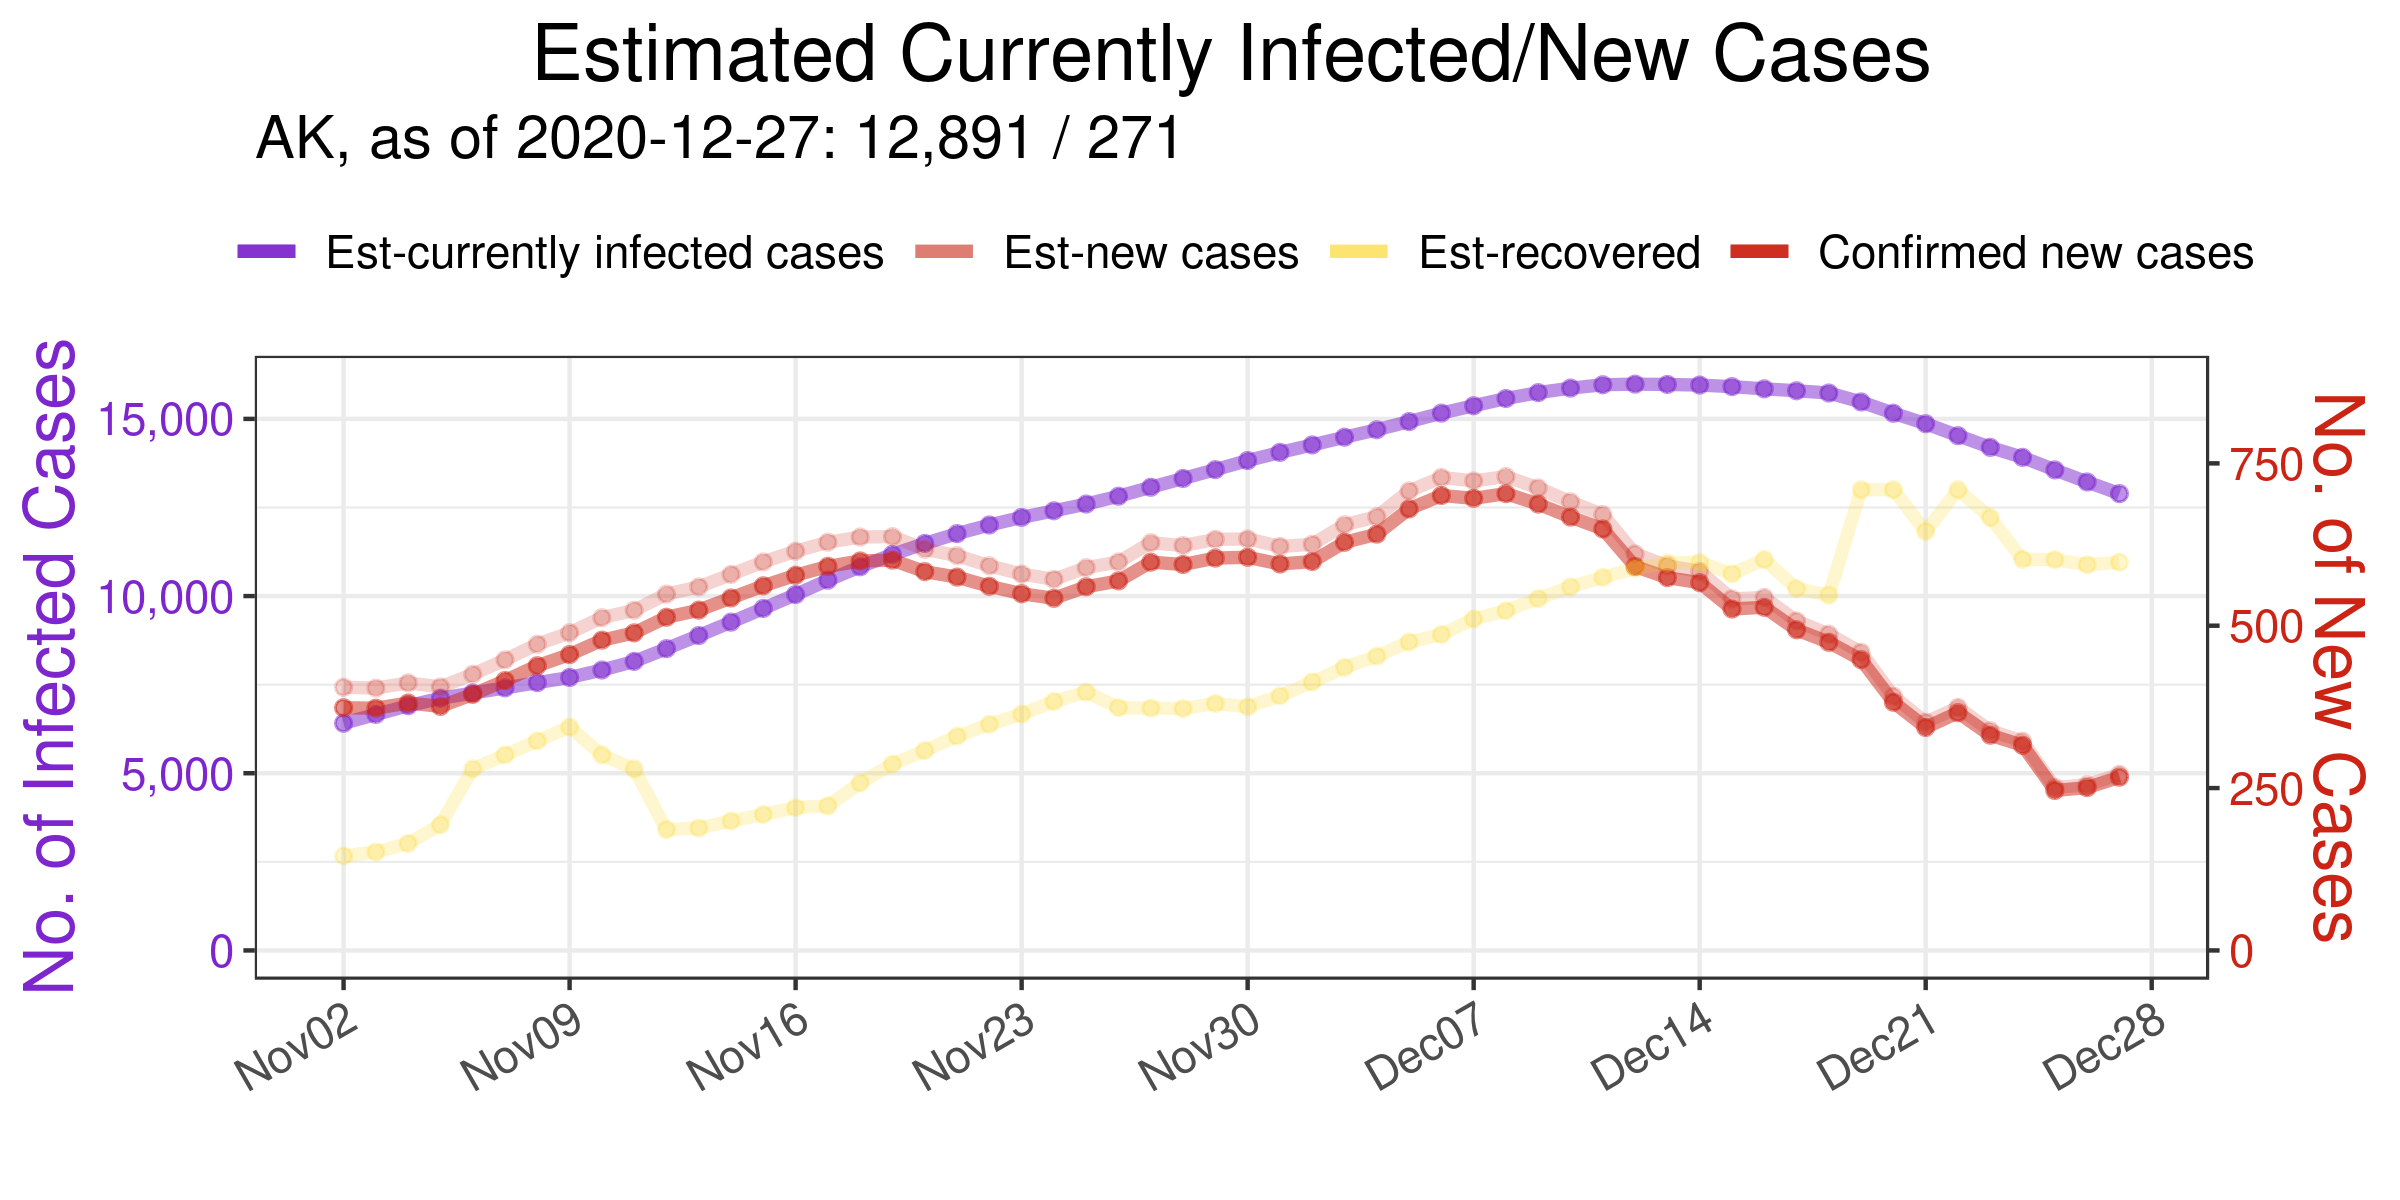 Estimated Currently Infected/New Cases
AK, as of 2020-12-27: 12,891 / 271
Est-currently infected cases Est-new cases Est-recovered Confirmed new cases
No. of Infected Cases
15,000
10,000
5,000
0
750
500
250
0
No. of New Cases
Nov02 Nov09 Nov16 Nov23 Nov30 Dec07 Dec14 Dec21 Dec28